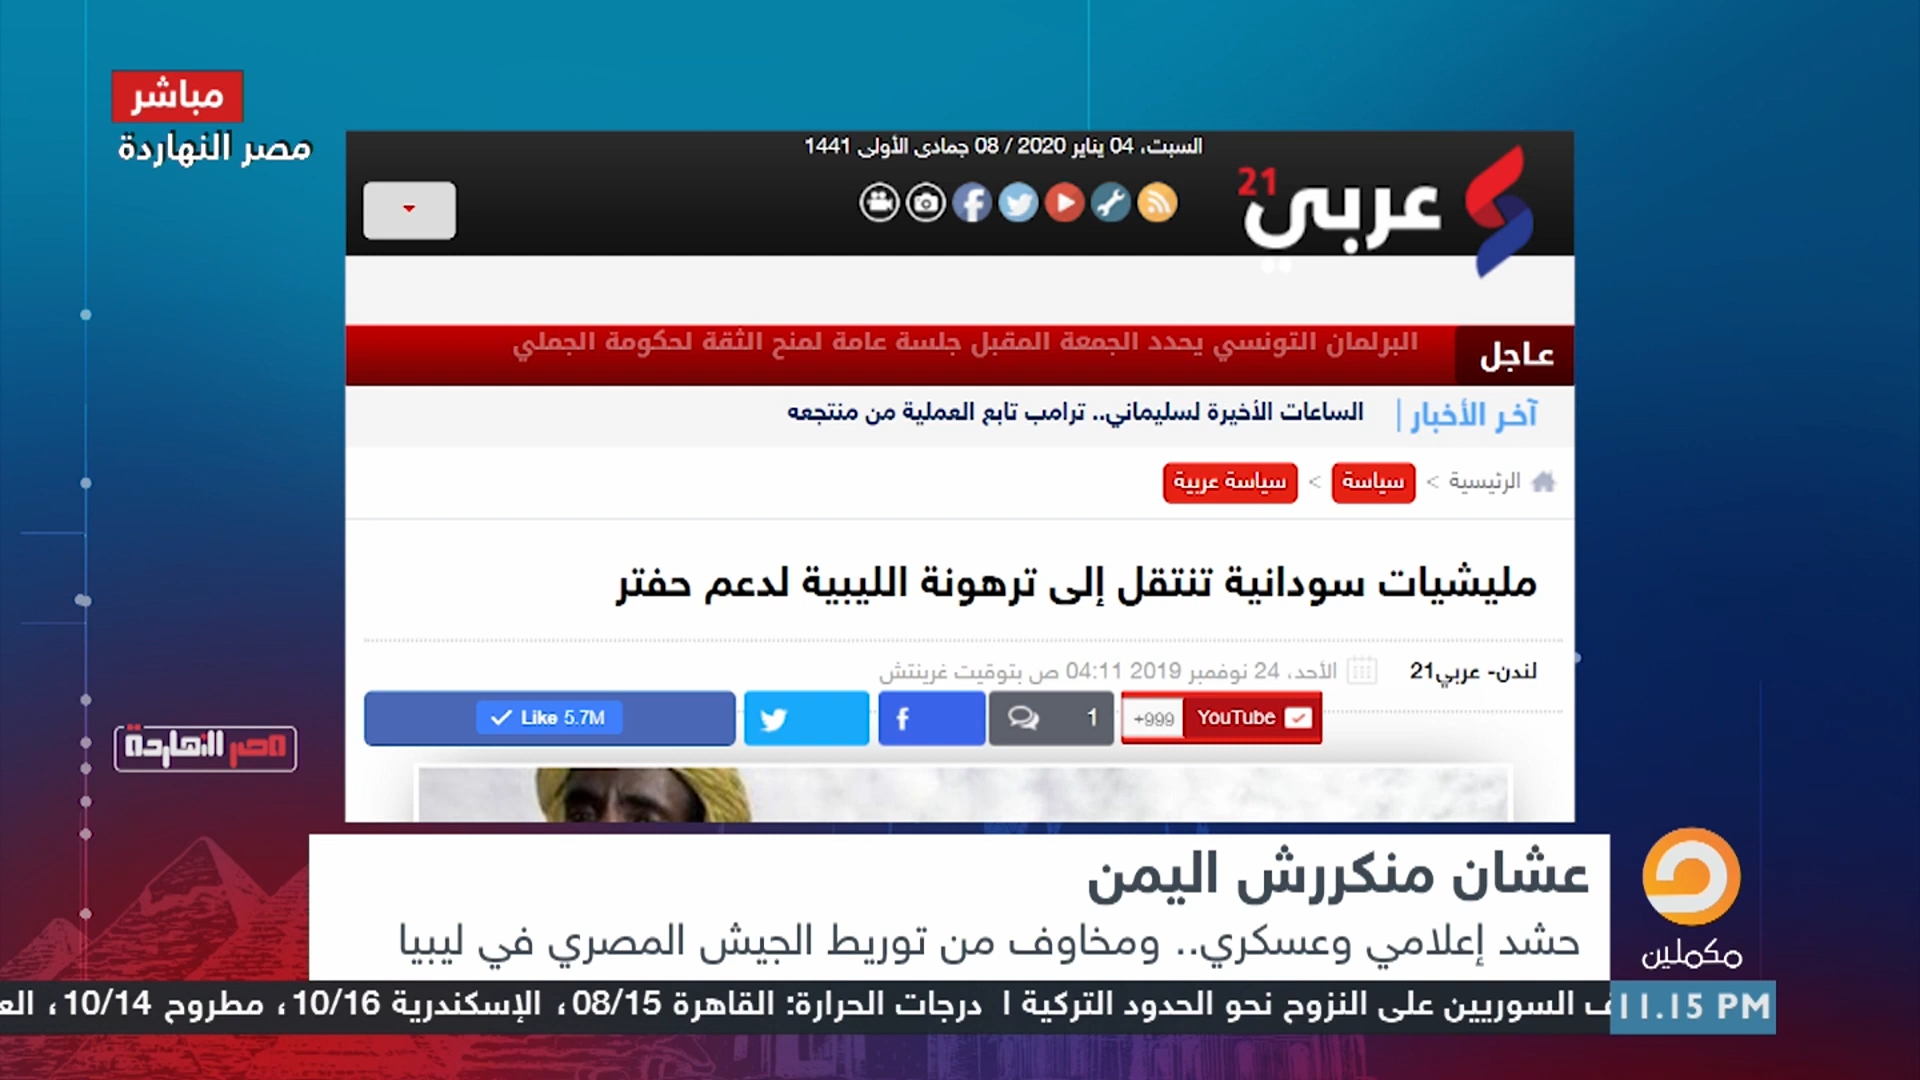 مباشر
مصر النهاردة
السبت، 04 يناير 2020 / 08 جمادى الأولى 1441
عربي21
عاجل
البرلمان التونسي يحدد الجمعة المقبل جلسة عامة لمنح الثقة لحكومة الجملي
آخر الأخبار
الساعات الأخيرة لسليماني.. ترامب تابع العملية من منتجعه
الرئيسية > سياسة > سياسة عربية
مليشيات سودانية تنتقل إلى ترهونة الليبية لدعم حفتر
لندن- عربي21
الأحد، 24 نوفمبر 2019 04:11 ص بتوقيت غرينتش
Like 5.7M
1
+999
YouTube
مصر النهاردة
عشان منكررش اليمن
حشد إعلامي وعسكري.. ومخاوف من توريط الجيش المصري في ليبيا
مكملين
السوريين على النزوح نحو الحدود التركية | درجات الحرارة: القاهرة 08/15، الإسكندرية 10/16، مطروح 10/14،
11.15 PM